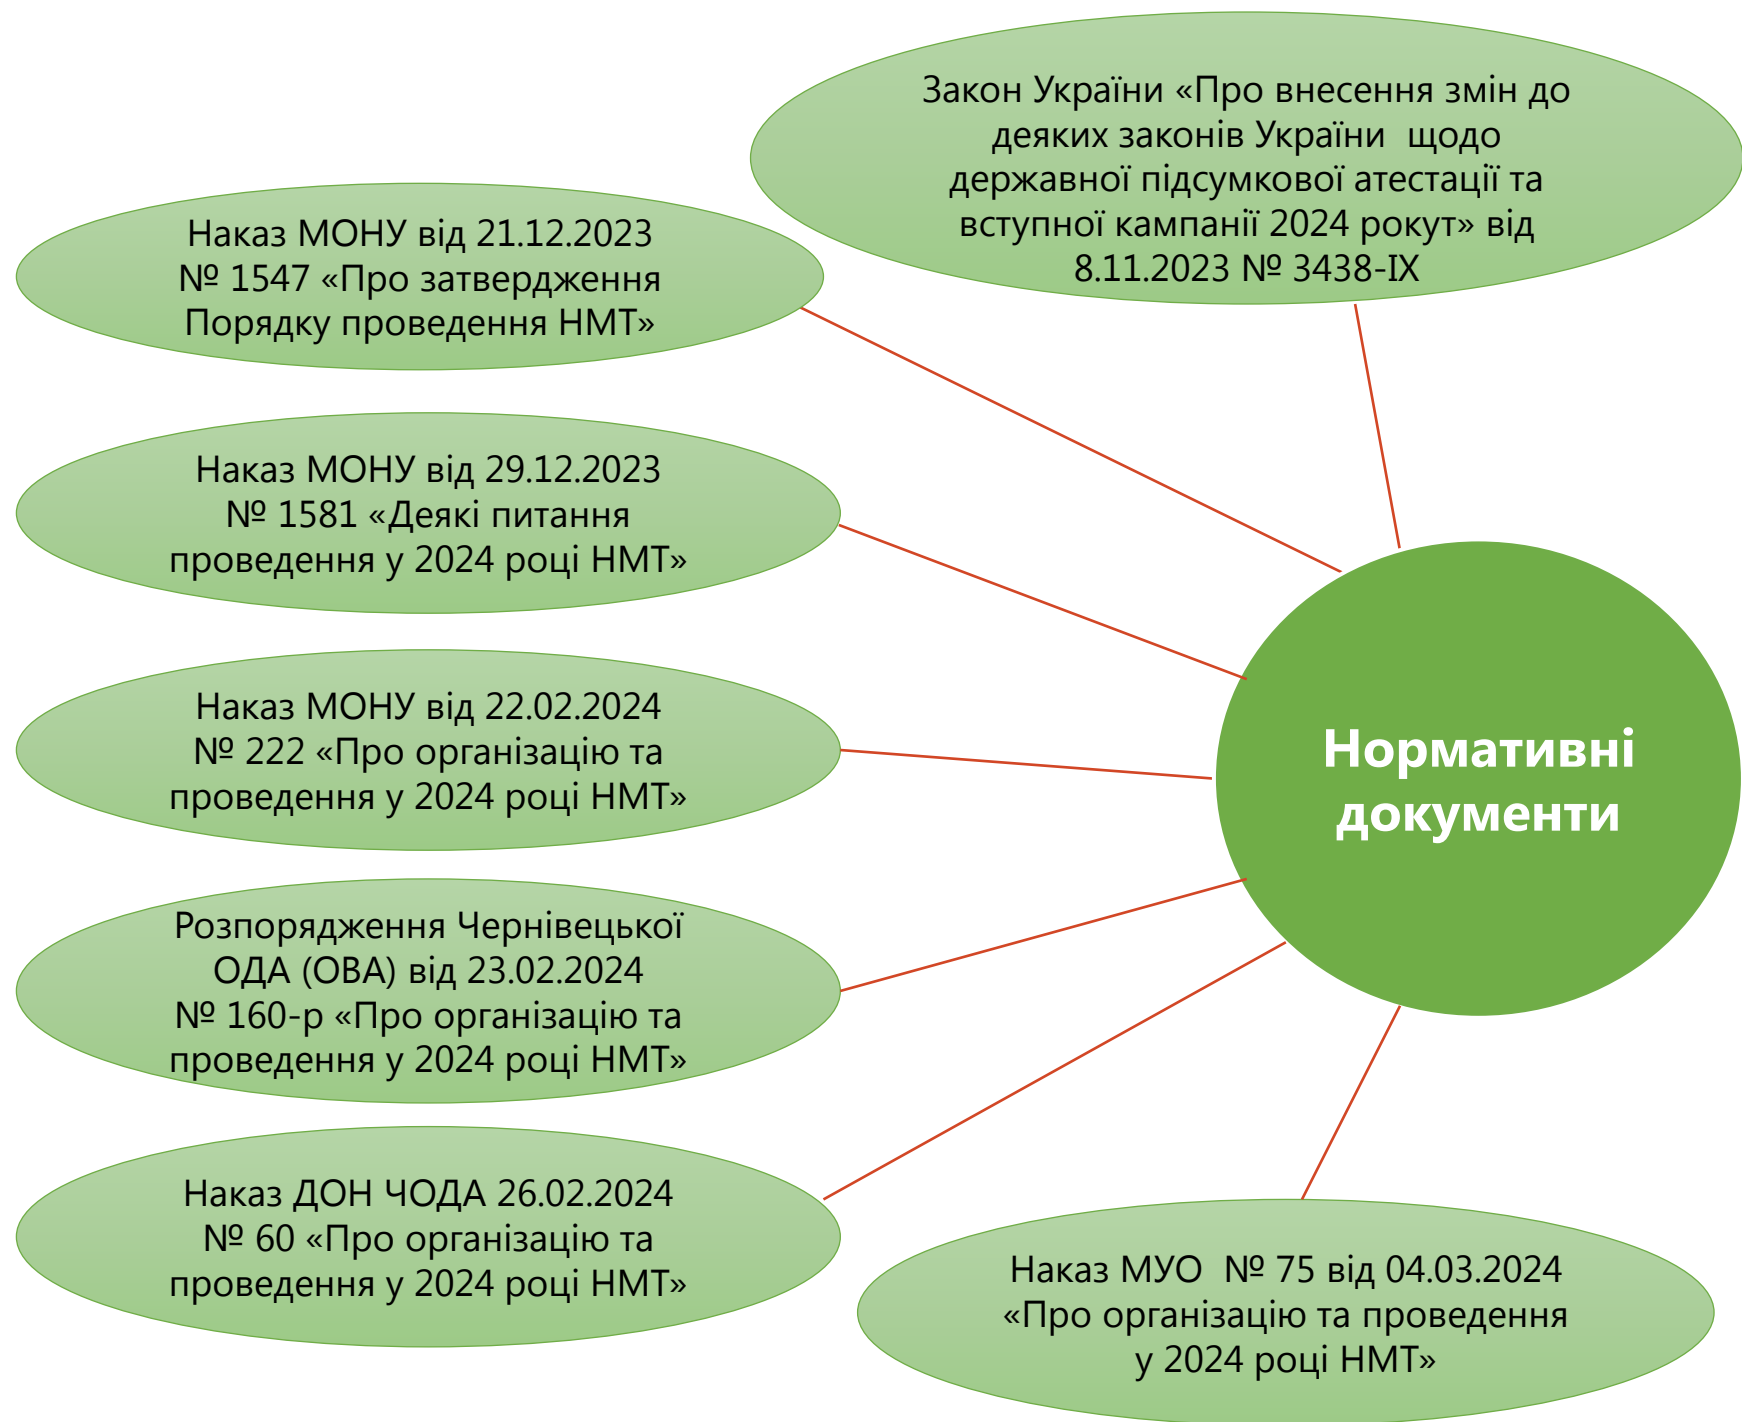 Закон України «Про внесення змін до
деяких законів України  щодо
державної підсумкової атестації та
вступної кампанії 2024 рокут» від
8.11.2023 № 3438-ІХ
Наказ МОНУ від 21.12.2023
№ 1547 «Про затвердження
Порядку проведення НМТ»
Наказ МОНУ від 29.12.2023
№ 1581 «Деякі питання
проведення у 2024 році НМТ»
Наказ МОНУ від 22.02.2024
№ 222 «Про організацію та
проведення у 2024 році НМТ»
Нормативні
документи
Розпорядження Чернівецької
ОДА (ОВА) від 23.02.2024
№ 160-р «Про організацію та
проведення у 2024 році НМТ»
Наказ ДОН ЧОДА 26.02.2024
№ 60 «Про організацію та
проведення у 2024 році НМТ»
Наказ МУО  № 75 від 04.03.2024
«Про організацію та проведення
у 2024 році НМТ»